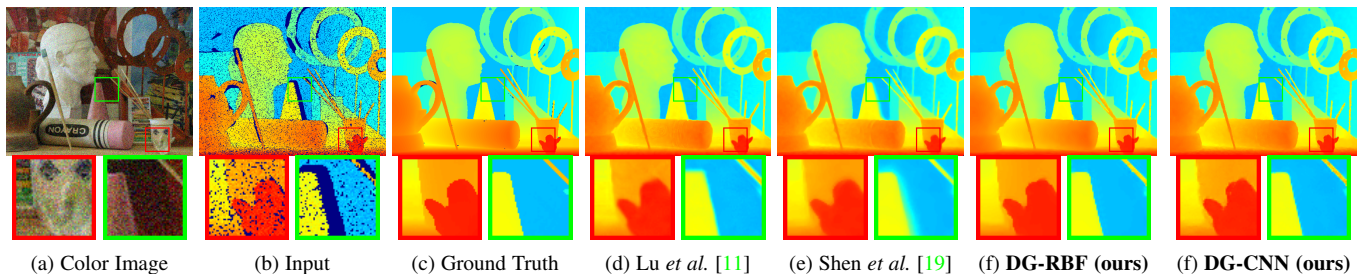 CRAYON
(a) Color Image
(b) Input
(c) Ground Truth
(d) Lu et al. [11]
(e) Shen et al. [19]
(f) DG-RBF (ours)
(f) DG-CNN (ours)